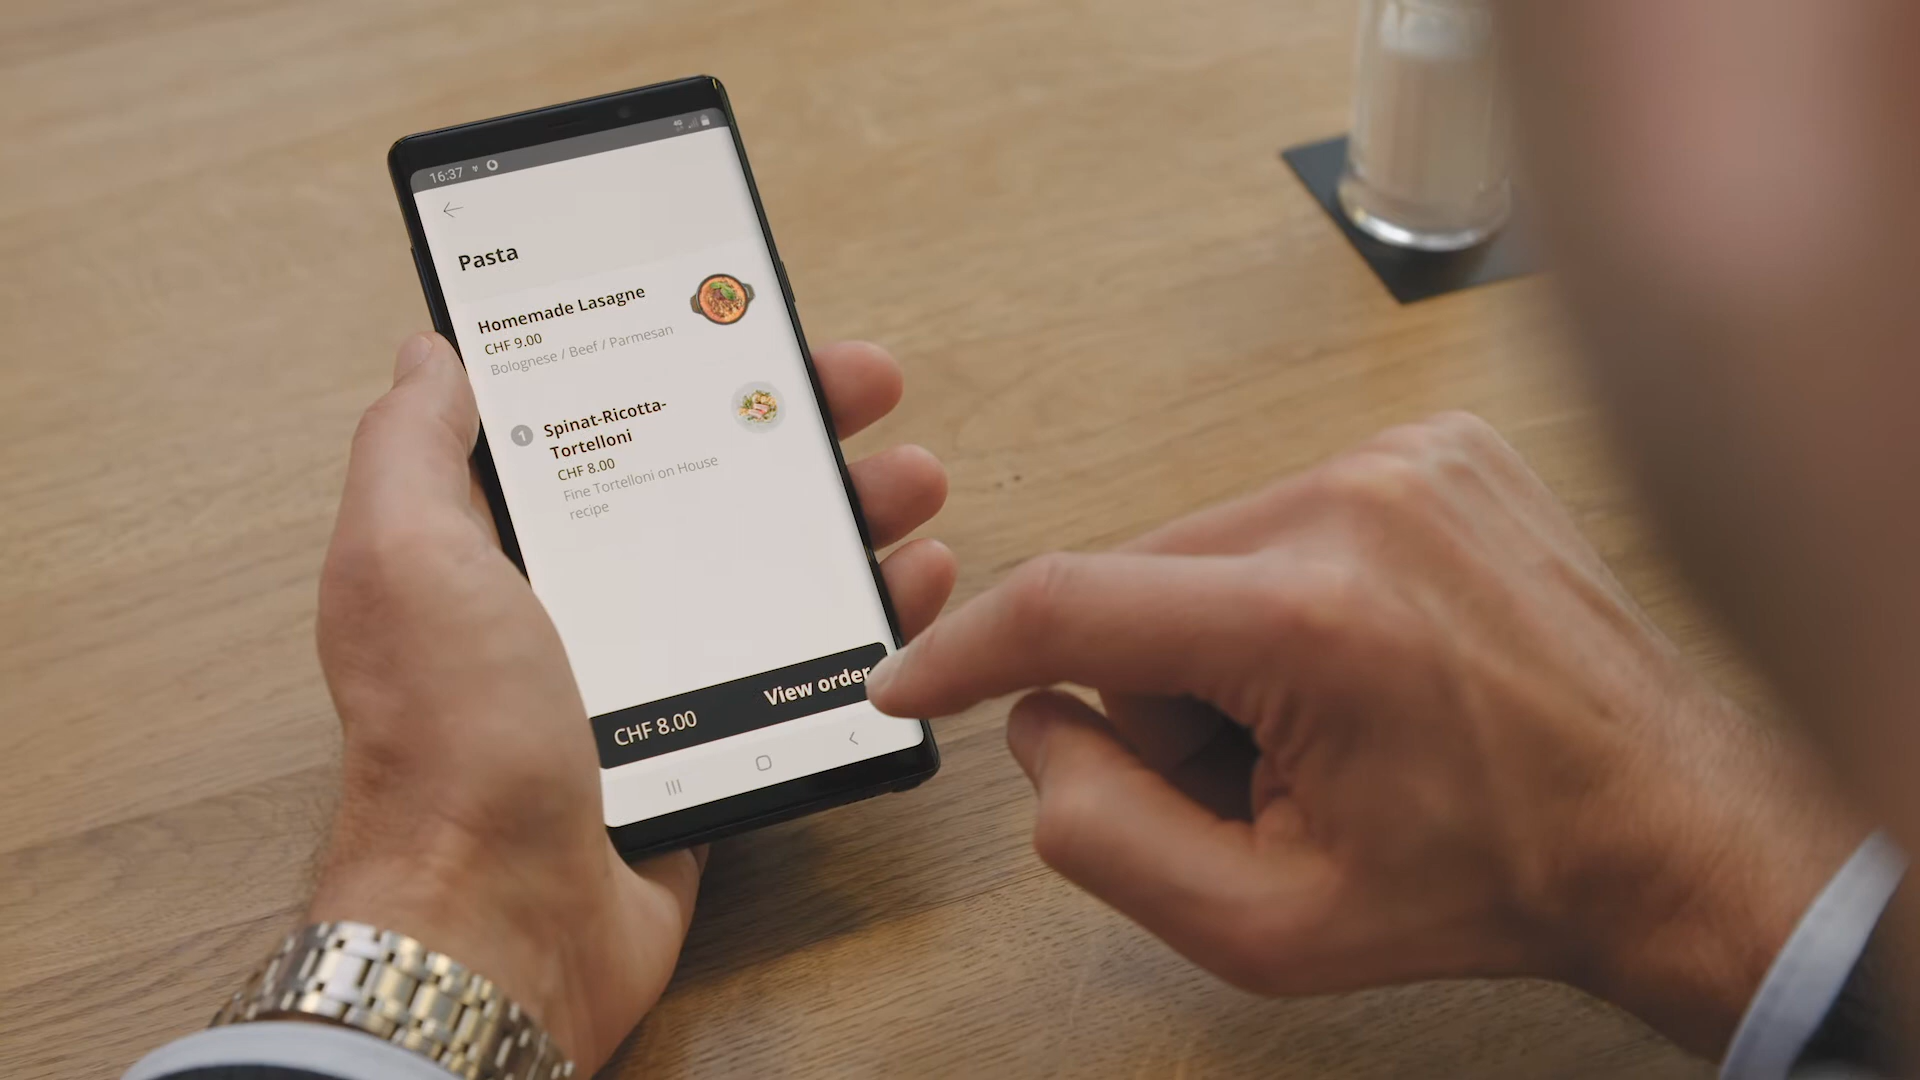 16:37
4G
Pasta
Homemade Lasagne
CHF 9.00
Bolognese / Beef / Parmesan
1
Spinat-Ricotta-
Tortelloni
CHF 8.00
Fine Tortelloni on House
recipe
CHF 8.00
View order